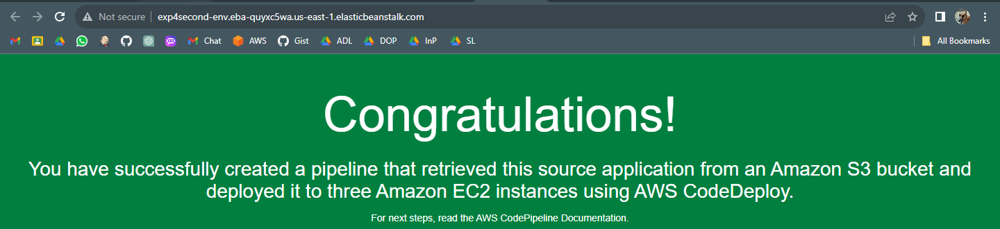 Not secure
exp4second-env.eba-quyxc5wa.us-east-1.elasticbeanstalk.com
Chat
AWS
Gist
ADL
DOP
InP
SL
All Bookmarks
Congratulations!
You have successfully created a pipeline that retrieved this source application from an Amazon S3 bucket and
deployed it to three Amazon EC2 instances using AWS CodeDeploy.
For next steps, read the AWS CodePipeline Documentation.